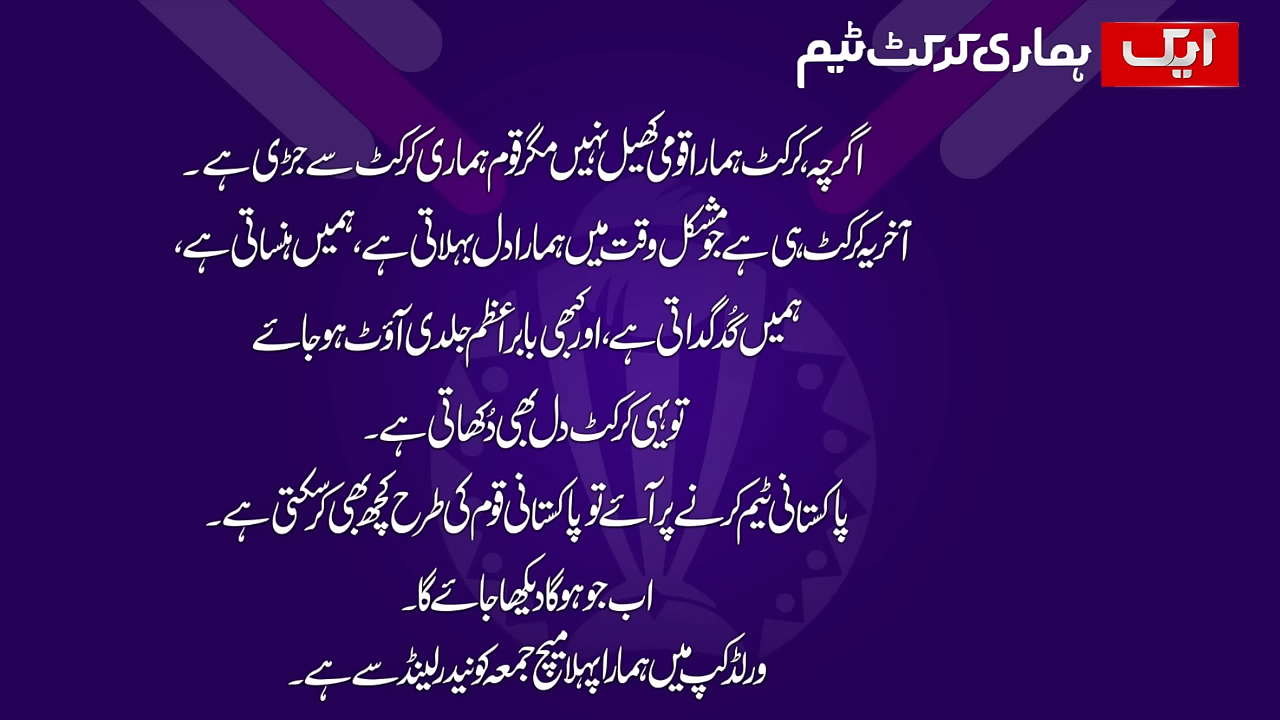 ایک ہماری کرکٹ ٹیم
اگرچہ، کرکٹ ہمارا قومی کھیل نہیں مگر قوم ہماری کرکٹ سے جڑی ہے۔
آخر یہ کرکٹ ہی ہے جو مشکل وقت میں ہمارا دل بہلاتی ہے، ہمیں ہنساتی ہے،
ہمیں گُدگداتی ہے، اور کبھی بابر اعظم جلدی آؤٹ ہو جائے
تو یہی کرکٹ دل بھی دُکھاتی ہے۔
پاکستانی ٹیم کرنے پر آئے تو پاکستانی قوم کی طرح کچھ بھی کر سکتی ہے۔
اب جو ہوگا دیکھا جائے گا۔
ورلڈ کپ میں ہمارا پہلا میچ جمعہ کو نیدر لینڈ سے ہے۔